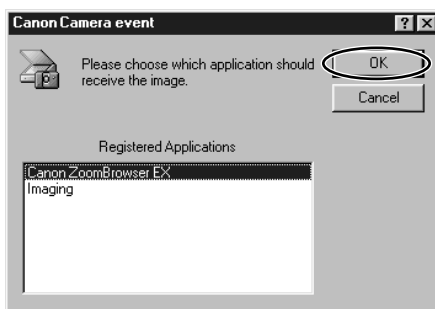 Canon Camera event
Please choose which application should
receive the image.
OK
Cancel
Registered Applications
Canon ZoomBrowser EX
Imaging